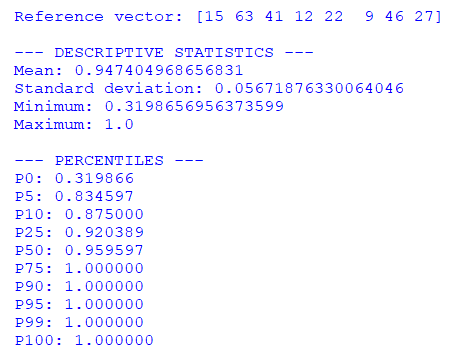 Reference vector: [15 63 41 12 22  9 46 27]
--- DESCRIPTIVE STATISTICS ---
Mean: 0.947404968656831
Standard deviation: 0.05671876330064046
Minimum: 0.3198656956373599
Maximum: 1.0
--- PERCENTILES ---
P0: 0.319866
P5: 0.834597
P10: 0.875000
P25: 0.920389
P50: 0.959597
P75: 1.000000
P90: 1.000000
P95: 1.000000
P99: 1.000000
P100: 1.000000